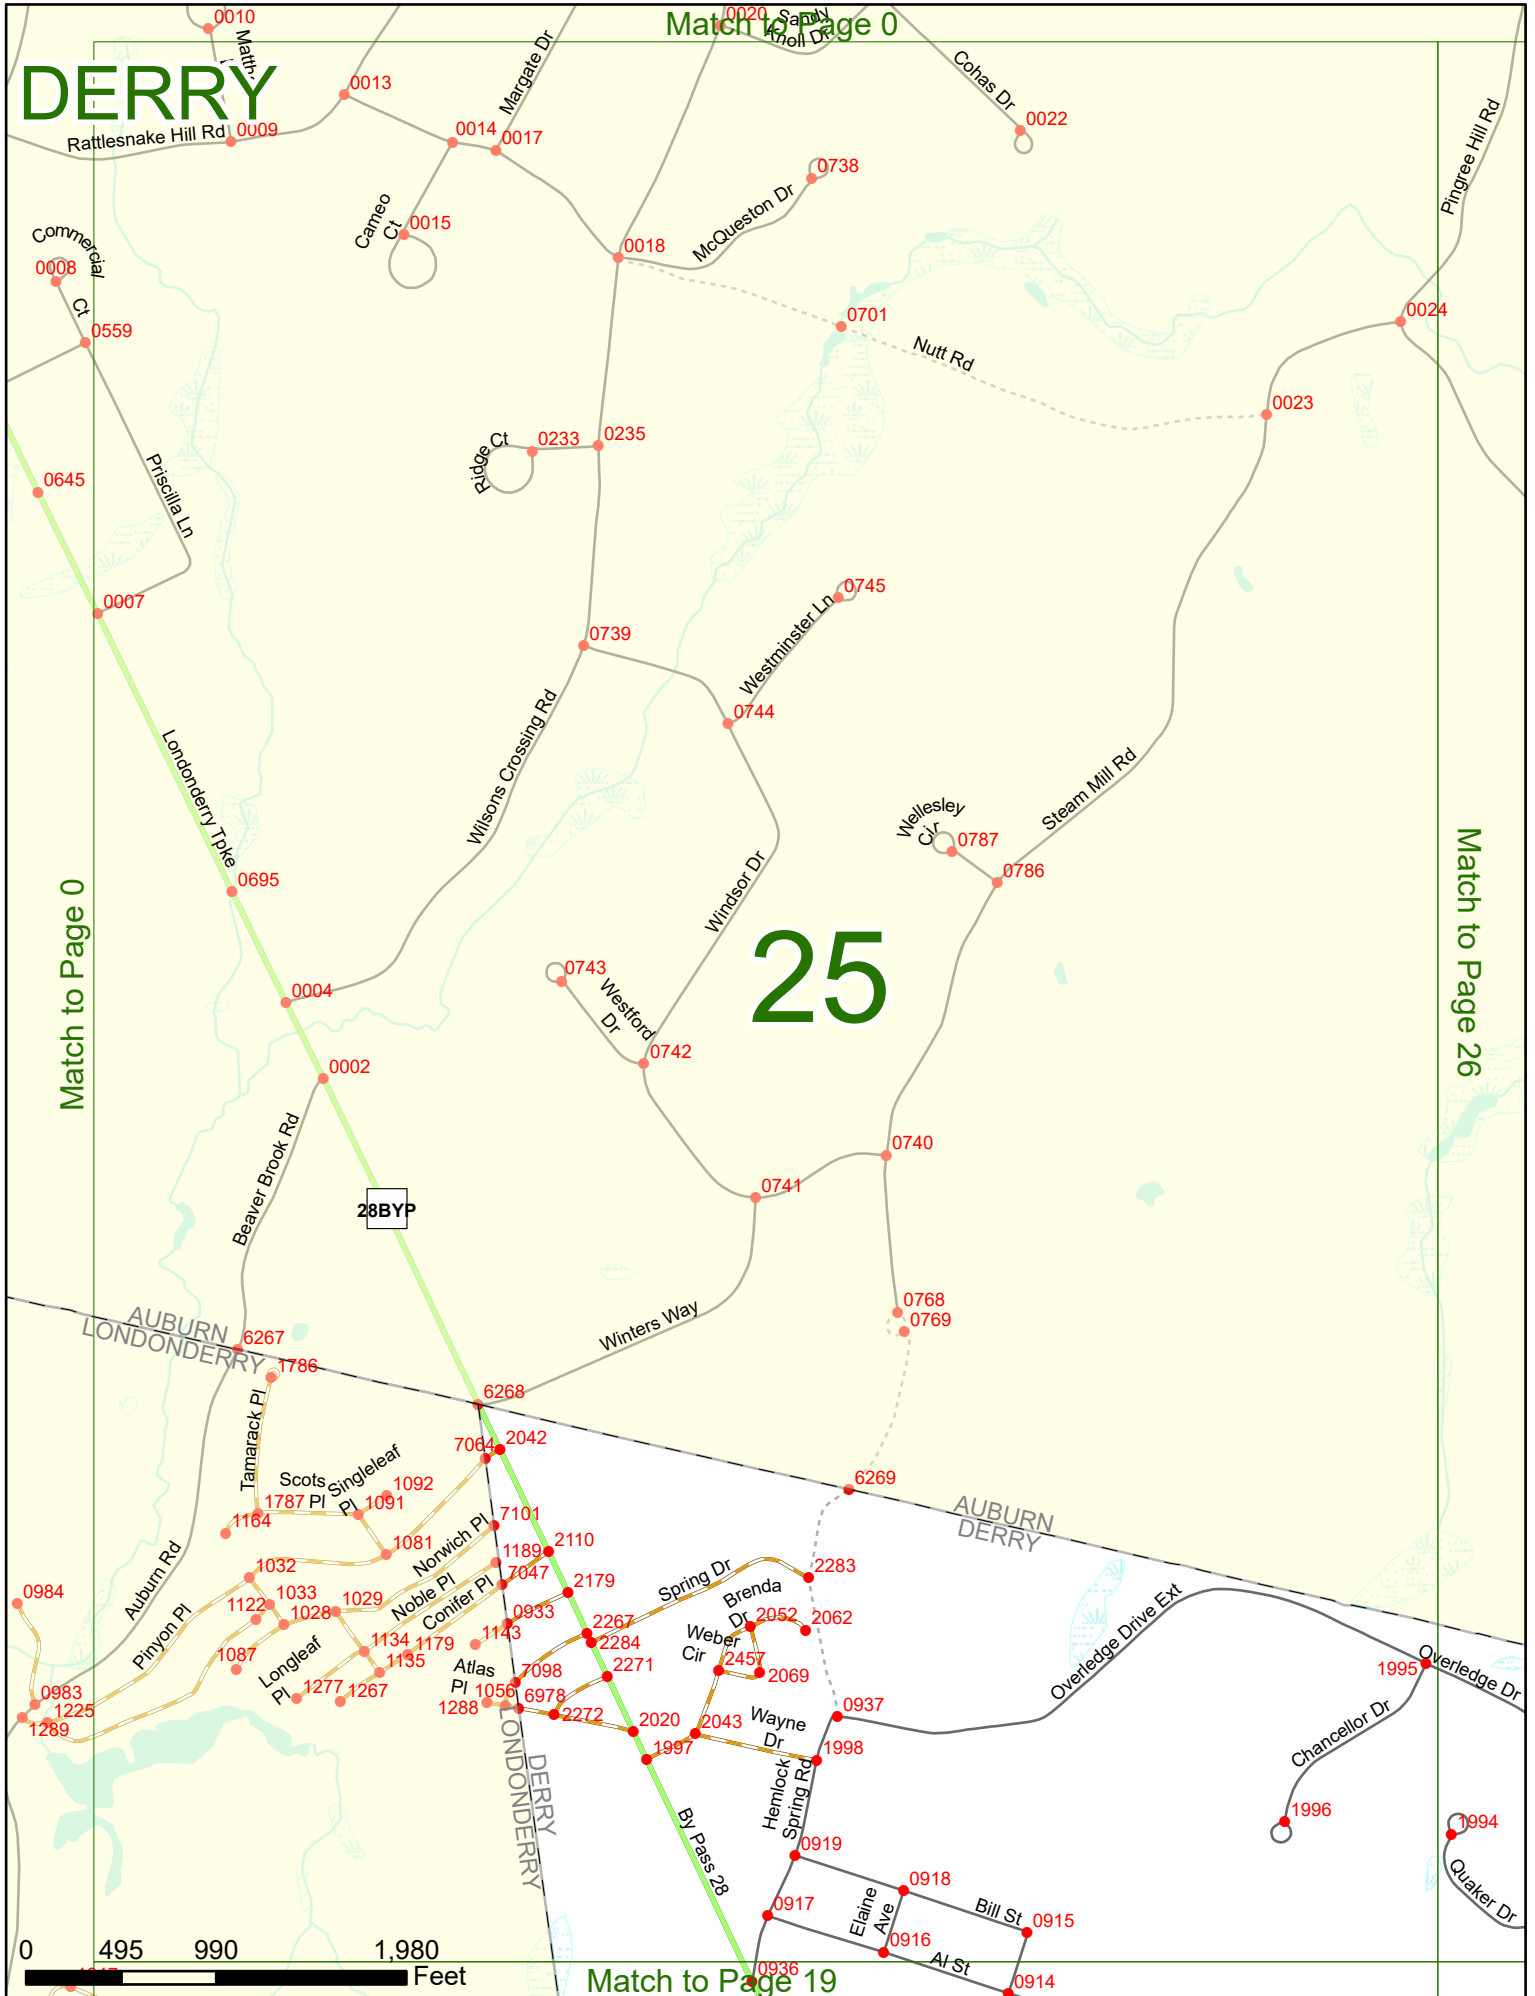 0010
0020
Sandy
Knoll Dr
Match to Page 0
DERRY
0013
Margate Dr
Cohas Dr
0022
Rattlesnake Hill Rd
0009
0014
0017
0738
Pingree Hill Rd
Cameo
Ct
0015
McQueston Dr
0018
Commercial
Ct
0008
0559
0701
Nutt Rd
0024
0023
Ridge Ct
0233
0235
0645
Priscilla Ln
0007
0745
Westminster Ln
0739
0744
Londonderry Tpke
Wilsons Crossing Rd
Steam Mill Rd
Wellesley
Cir
0787
0786
0695
Windsor Dr
Match to Page 0
Match to Page 26
25
0743
Westford
Dr
0004
0742
0002
Beaver Brook Rd
0740
0741
28BYP
0768
0769
Winters Way
AUBURN
LONDONDERRY
6267
1786
6268
Tamarack Pl
7064
2042
Scots
Pl
Singleleaf
Pl
1092
1787
1091
1164
6269
AUBURN
DERRY
7101
Norwich Pl
1081
2110
1189
7047
2179
Auburn Rd
1032
1033
1122
1028
1029
Noble Pl
Conifer Pl
Spring Dr
2283
Brenda
Dr
2052
2062
0984
Pinyon Pl
0933
1143
2267
2284
Weber
Cir
2457
2069
Overledge Drive Ext
1087
Longleaf
Pl
1134
1179
1135
Atlas
Pl
7098
2271
1995
Overledge Dr
1277
1267
1056
1288
6978
2272
2020
2043
Wayne
Dr
0937
0983
1225
1289
1997
1998
Chancellor Dr
DERRY
LONDONDERRY
Hemlock
Spring Rd
By Pass 28
1996
1994
0919
0918
Quaker Dr
0917
Elaine
Ave
Bill St
0915
0916
Al St
0936
0914
0 495 990 1,980
Feet
Match to Page 19